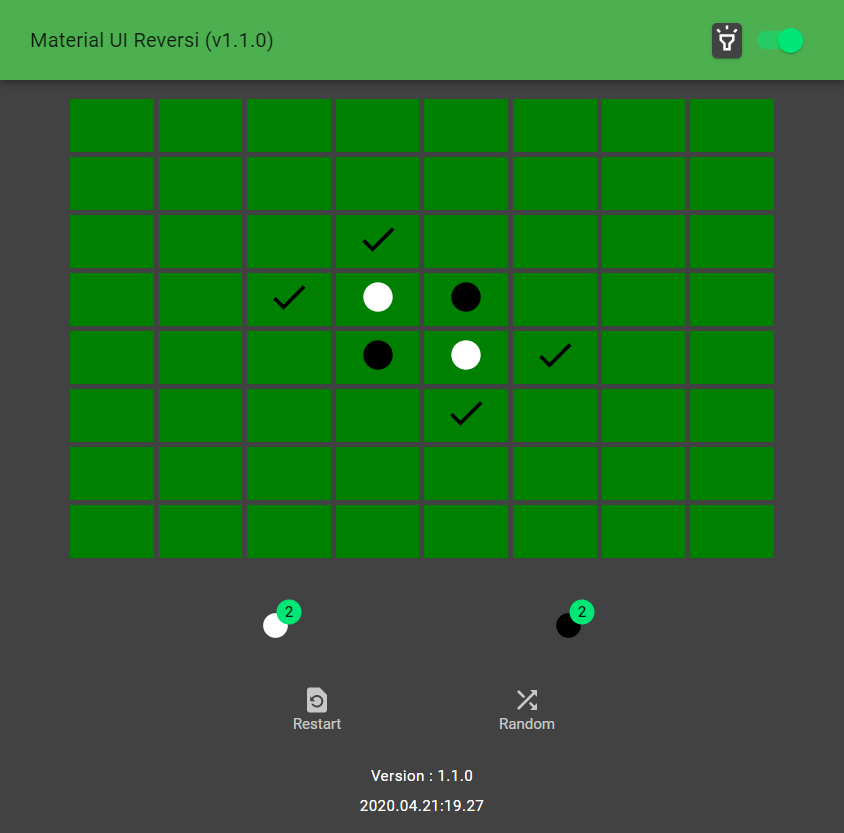 Material UI Reversi (v1.1.0)
2
2
Restart
Random
Version : 1.1.0
2020.04.21:19.27